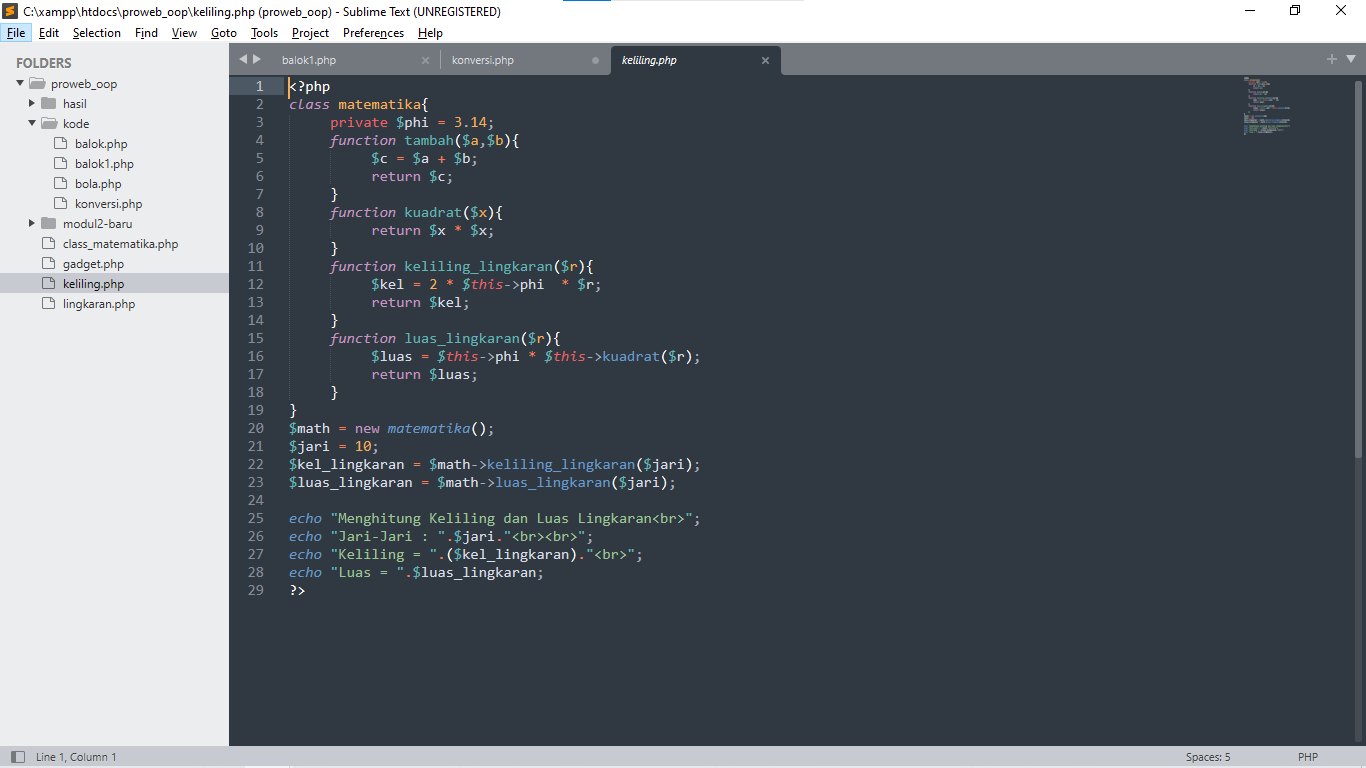 C:\xampp\htdocs\proweb_oop\keliling.php (proweb_oop) - Sublime Text (UNREGISTERED)
File Edit Selection Find View Goto Tools Project Preferences Help
FOLDERS
proweb_oop
hasil
kode
balok.php
balok1.php
bola.php
konversi.php
modul2-baru
class_matematika.php
gadget.php
keliling.php
lingkaran.php
balok1.php konversi.php keliling.php
1 <?php
2 class matematika{
3 private $phi = 3.14;
4 function tambah($a,$b){
5 $c = $a + $b;
6 return $c;
7 }
8 function kuadrat($x){
9 return $x * $x;
10 }
11 function keliling_lingkaran($r){
12 $kel = 2 * $this->phi  * $r;
13 return $kel;
14 }
15 function luas_lingkaran($r){
16 $luas = $this->phi * $this->kuadrat($r);
17 return $luas;
18 }
19 }
20 $math = new matematika();
21 $jari = 10;
22 $kel_lingkaran = $math->keliling_lingkaran($jari);
23 $luas_lingkaran = $math->luas_lingkaran($jari);
24
25 echo "Menghitung Keliling dan Luas Lingkaran<br>";
26 echo "Jari-Jari : ".$jari."<br><br>";
27 echo "Keliling = ".($kel_lingkaran)."<br>";
28 echo "Luas = ".$luas_lingkaran;
29 ?>
Line 1, Column 1 Spaces: 5 PHP